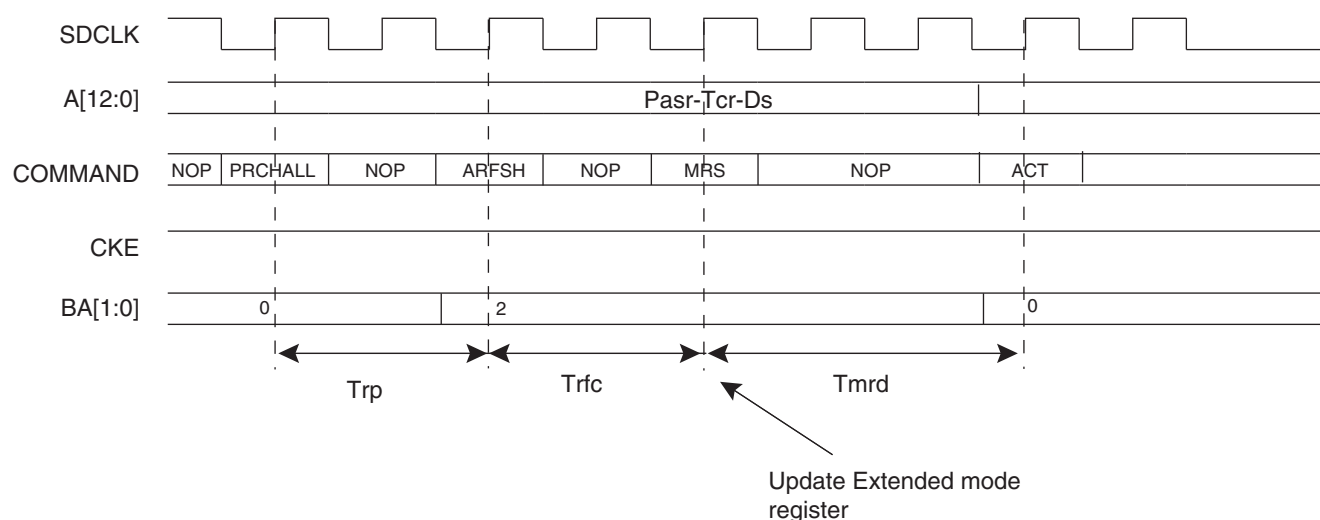 SDCLK
A[12:0]
Pasr-Tcr-Ds
COMMAND
NOP PRCHALL NOP ARFSH NOP MRS NOP ACT
CKE
BA[1:0]
0 2 0
Trp Trfc Tmrd
Update Extended mode
register